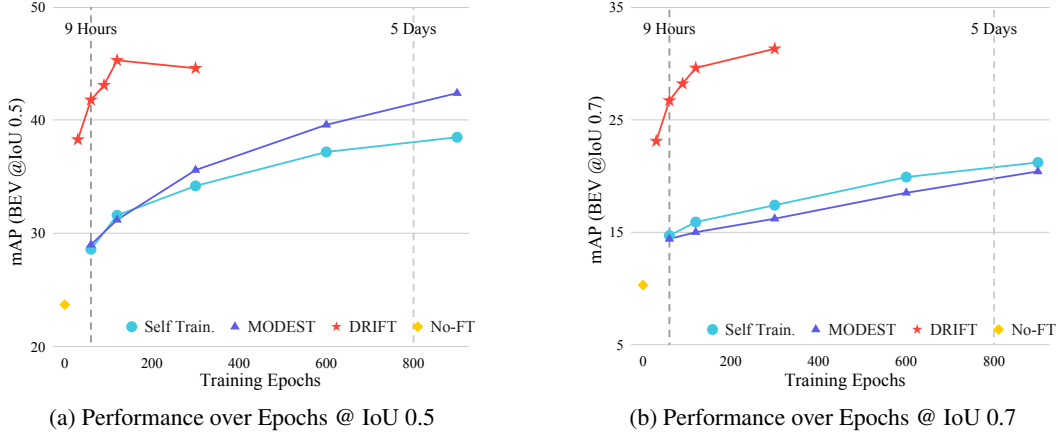 50
40
30
20
mAP (BEV @IoU 0.5)
9 Hours
5 Days
Self Train.
MODEST
DRIFT
No-FT
0
200
400
600
800
Training Epochs
(a) Performance over Epochs @ IoU 0.5
35
25
15
5
mAP (BEV @IoU 0.7)
9 Hours
5 Days
Self Train.
MODEST
DRIFT
No-FT
0
200
400
600
800
Training Epochs
(b) Performance over Epochs @ IoU 0.7